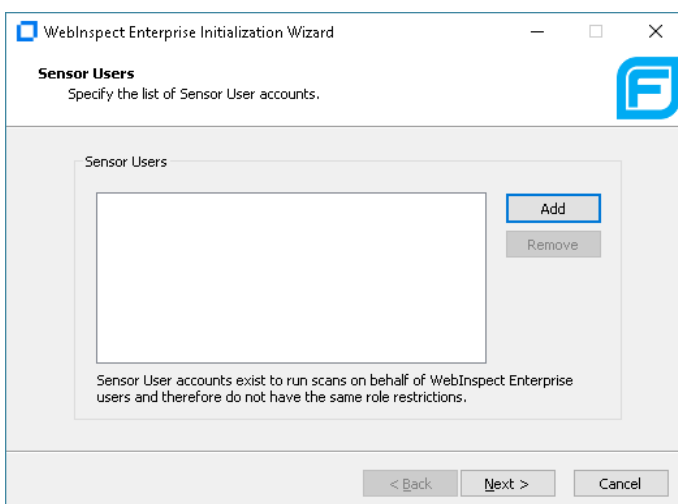 WebInspect Enterprise Initialization Wizard
Sensor Users
Specify the list of Sensor User accounts.
F
Sensor Users
Add
Remove
Sensor User accounts exist to run scans on behalf of WebInspect Enterprise
users and therefore do not have the same role restrictions.
< Back
Next >
Cancel